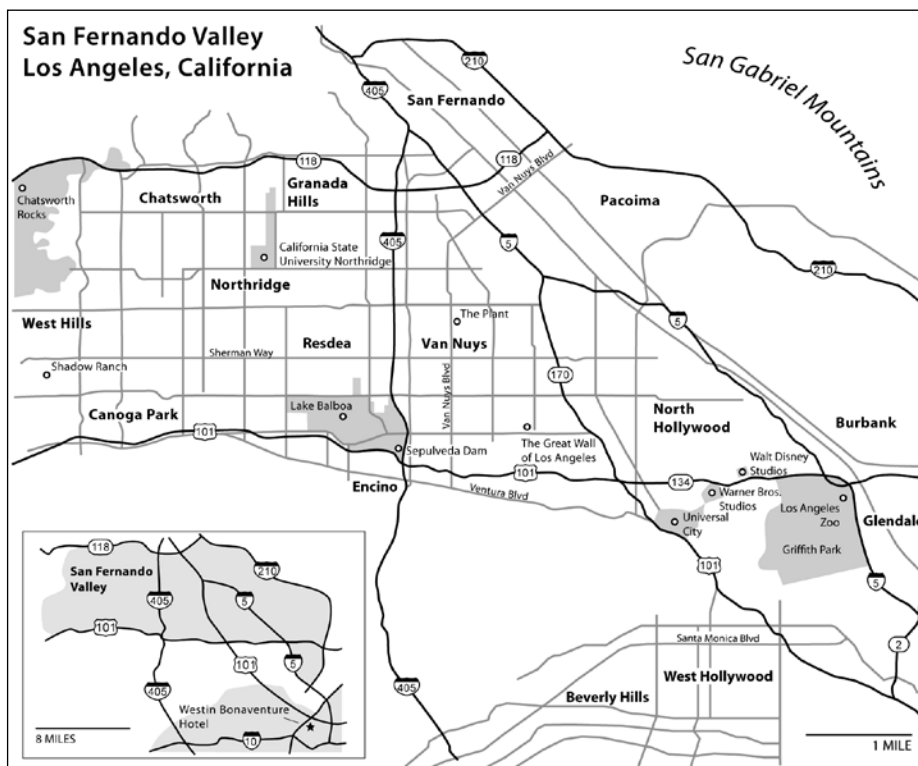 San Fernando Valley
Los Angeles, California
San Gabriel Mountains
210
405
San Fernando
118
118
Van Nuys Blvd
Chatsworth
Rocks
Chatsworth
Granada
Hills
Pacoima
405
5
California State
University Northridge
210
Northridge
The Plant
5
West Hills
Resdea
Van Nuys
Sherman Way
Shadow Ranch
170
Van Nuys Blvd
Lake Balboa
Canoga Park
North
Hollywood
Burbank
101
Sepulveda Dam
The Great Wall
of Los Angeles
Walt Disney
Studios
101
134
Encino
Ventura Blvd
Warner Bros.
Studios
Los Angeles
Zoo
Universal
City
Glendale
Griffith Park
101
5
2
Santa Monica Blvd
West Hollywood
Beverly Hills
405
1 MILE
118
San Fernando
Valley
210
405
5
101
101
5
405
Westin Bonaventure
Hotel
10
8 MILES